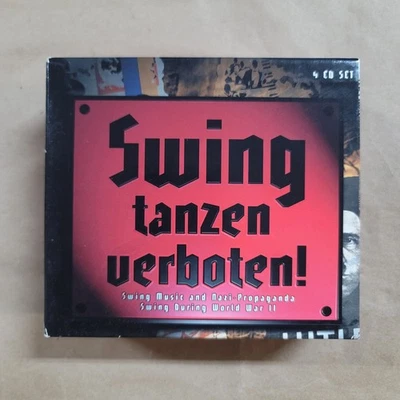 4 CD SET
Swing
tanzen
verboten!
Swing Music and Nazi-Propaganda
Swing During World War II